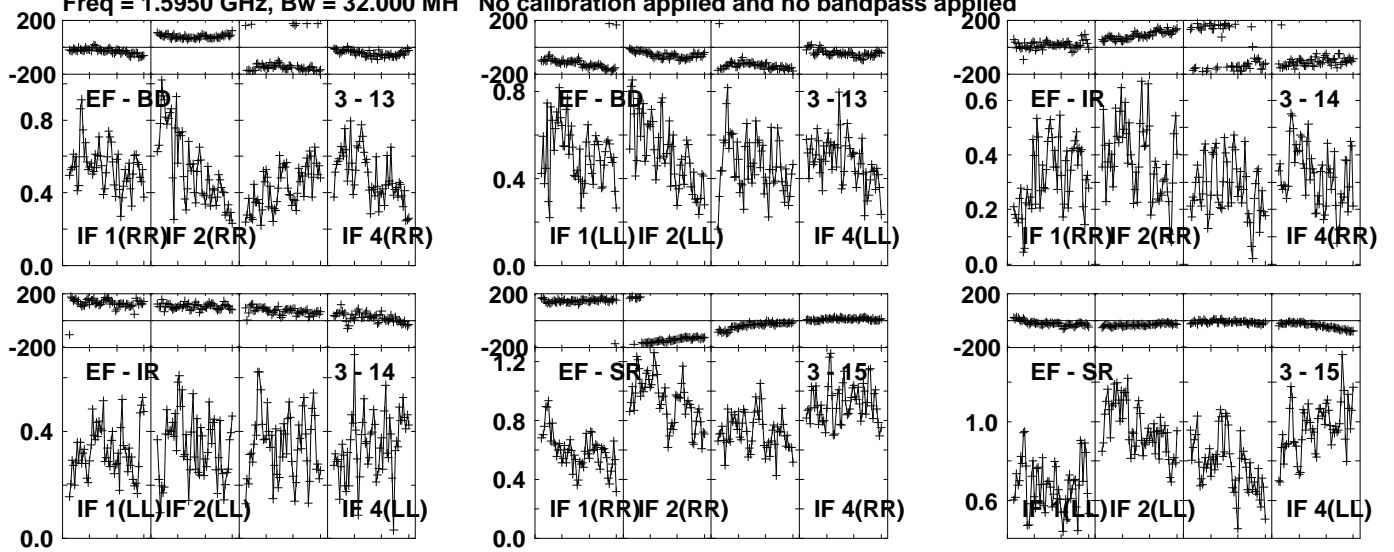 Freq = 1.5950 GHz, Bw = 32.000 MH No calibration applied and no bandpass applied
200
-200
EF - BD 3 - 13
0.8
0.4
IF 1(RR) IF 2(RR) IF 4(RR)
0.0
200
-200
0.8
EF - BD 3 - 13
0.4
IF 1(LL) IF 2(LL) IF 4(LL)
0.0
200
-200
0.6
EF - IR 3 - 14
0.4
0.2
IF 1(RR) IF 2(RR) IF 4(RR)
0.0
200
-200
EF - IR 3 - 14
0.4
IF 1(LL) IF 2(LL) IF 4(LL)
0.0
200
-200
1.2
EF - SR 3 - 15
0.8
0.4
IF 1(RR) IF 2(RR) IF 4(RR)
0.0
200
-200
EF - SR 3 - 15
1.0
0.6
IF 1(LL) IF 2(LL) IF 4(LL)